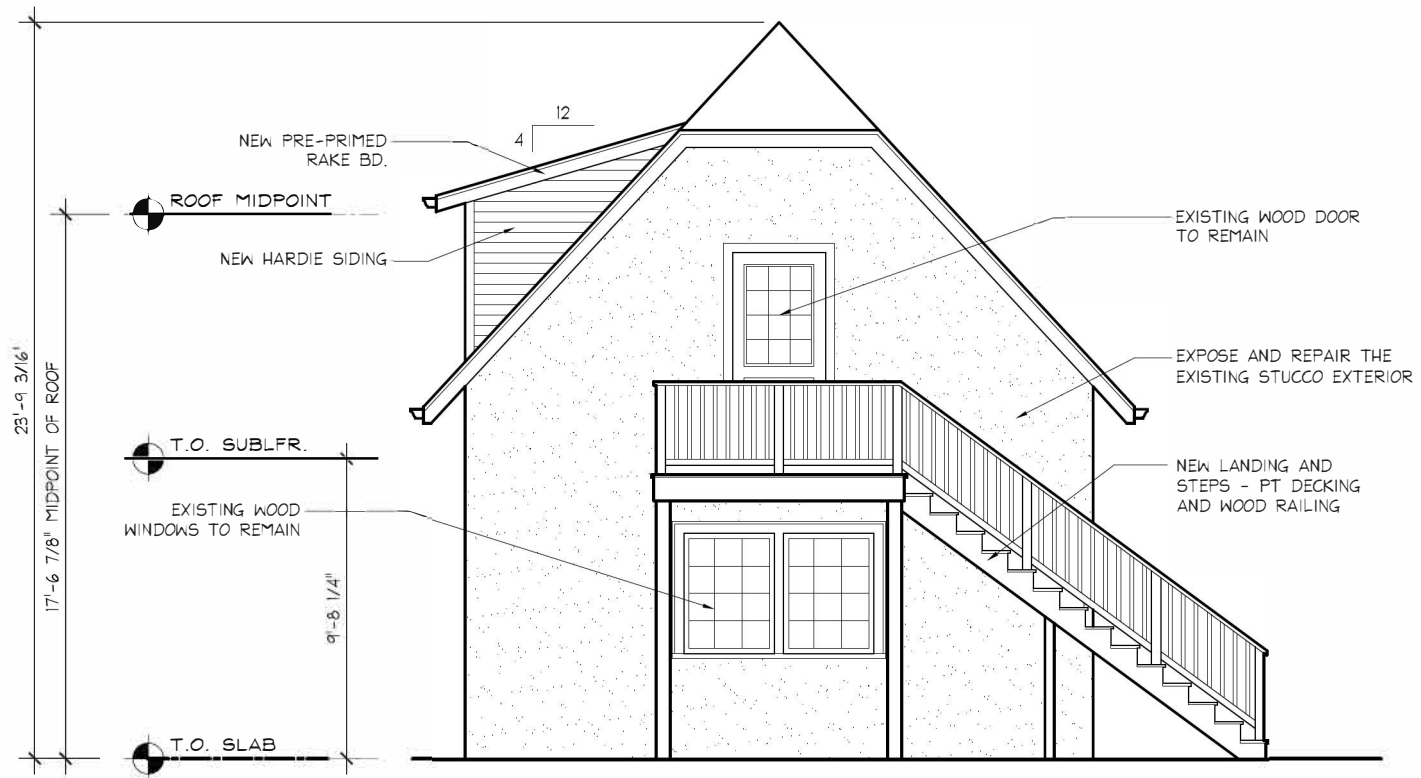 12
4
NEW PRE-PRIMED
RAKE BD.
ROOF MIDPOINT
NEW HARDIE SIDING
EXISTING WOOD DOOR
TO REMAIN
EXPOSE AND REPAIR THE
EXISTING STUCCO EXTERIOR
23'-9 3/16"
17'-6 7/8" MIDPOINT OF ROOF
T.O. SUBLFR.
EXISTING WOOD
WINDOWS TO REMAIN
9'-8 1/4"
NEW LANDING AND
STEPS - PT DECKING
AND WOOD RAILING
T.O. SLAB